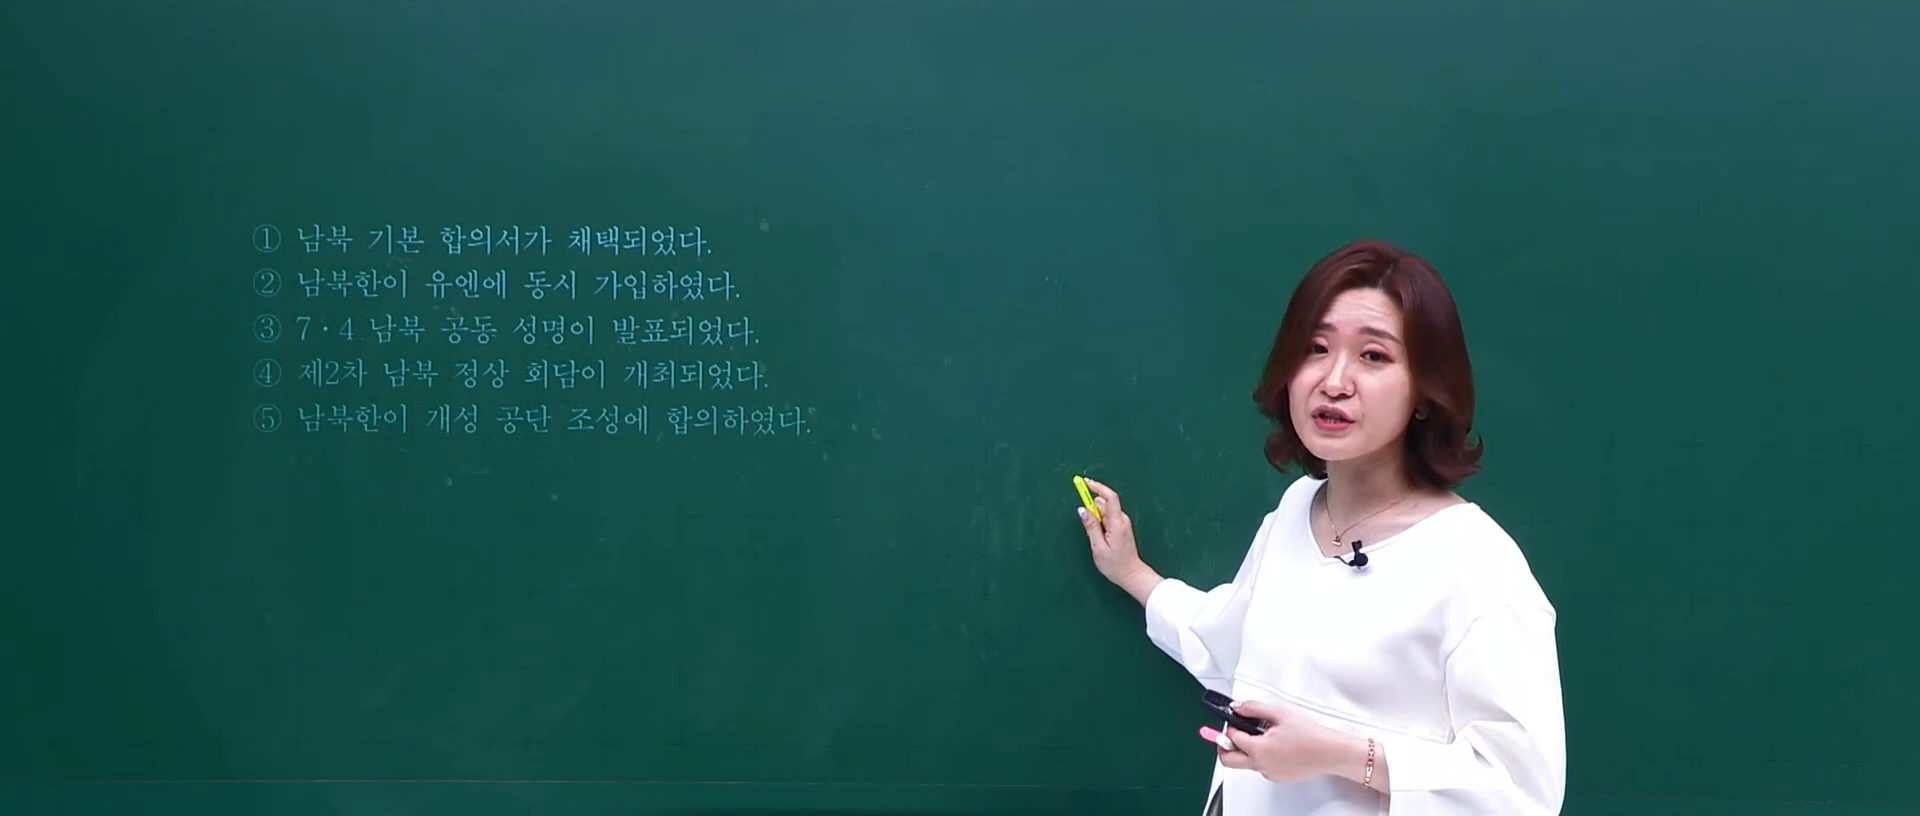 ① 남북 기본 합의서가 채택되었다.
② 남북한이 유엔에 동시 가입하였다.
③ 7·4 남북 공동 성명이 발표되었다.
④ 제2차 남북 정상 회담이 개최되었다.
⑤ 남북한이 개성 공단 조성에 합의하였다.